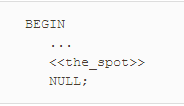 BEGIN
...
<<the_spot>>
NULL;